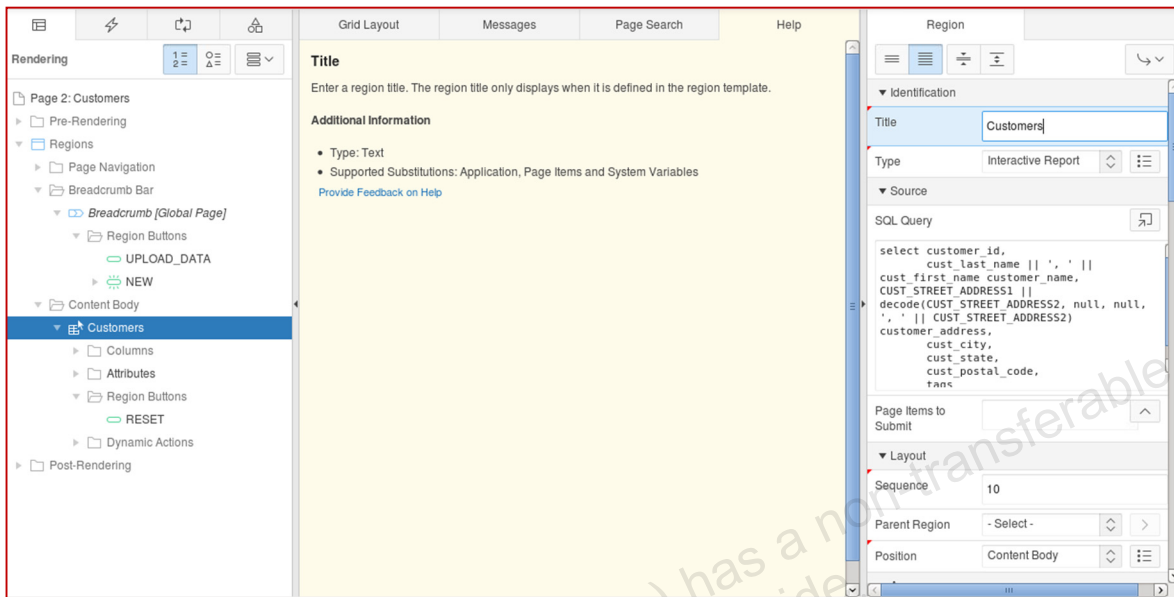 Grid Layout
Messages
Page Search
Help
Region
Rendering
Page 2: Customers
Pre-Rendering
Regions
Page Navigation
Breadcrumb Bar
Breadcrumb [Global Page]
Region Buttons
UPLOAD_DATA
NEW
Content Body
Customers
Columns
Attributes
Region Buttons
RESET
Dynamic Actions
Post-Rendering
Title
Enter a region title. The region title only displays when it is defined in the region template.
Additional Information
• Type: Text
• Supported Substitutions: Application, Page Items and System Variables
Provide Feedback on Help
Identification
Title
Customers
Type
Interactive Report
Source
SQL Query
select customer_id,
cust_last_name || ', ' ||
cust_first_name customer_name,
CUST_STREET_ADDRESS1 ||
decode(CUST_STREET_ADDRESS2, null, null,
', ' || CUST_STREET_ADDRESS2)
customer_address,
cust_city,
cust_state,
cust_postal_code,
tags
Page Items to
Submit
Layout
Sequence
10
Parent Region
- Select -
Position
Content Body
has a non-transferable